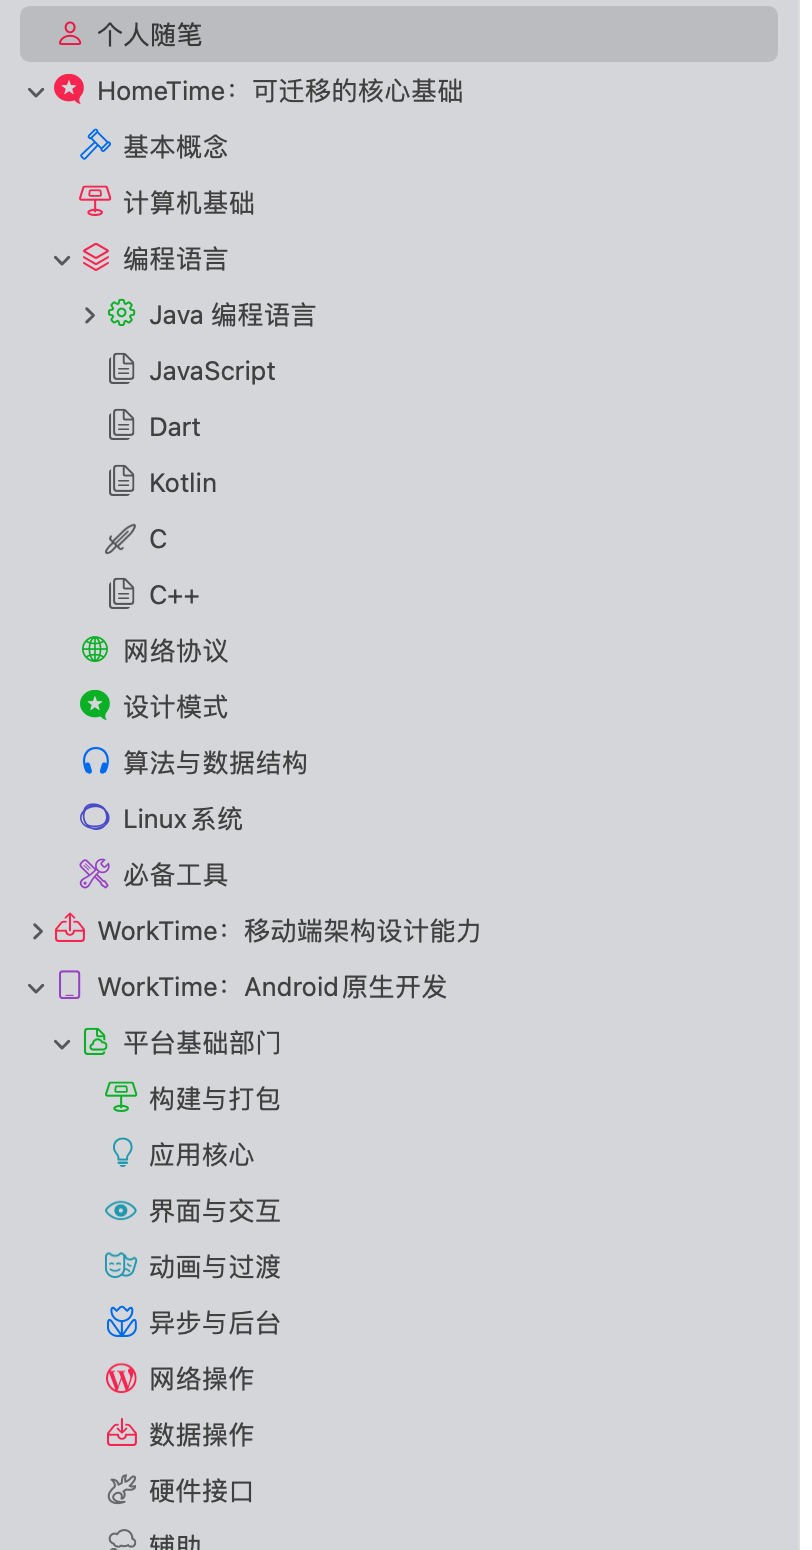 个人随笔
HomeTime：可迁移的核心基础
基本概念
计算机基础
编程语言
Java 编程语言
JavaScript
Dart
Kotlin
C
C++
网络协议
设计模式
算法与数据结构
Linux系统
必备工具
WorkTime：移动端架构设计能力
WorkTime：Android原生开发
平台基础部门
构建与打包
应用核心
界面与交互
动画与过渡
异步与后台
网络操作
数据操作
硬件接口
辅助